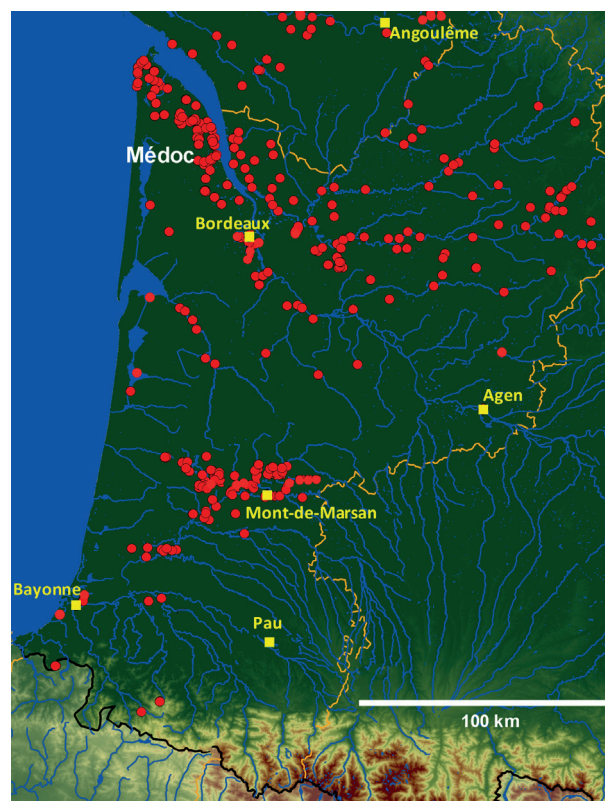 Angoulême
Médoc
Bordeaux
Agen
Mont-de-Marsan
Bayonne
Pau
100 km